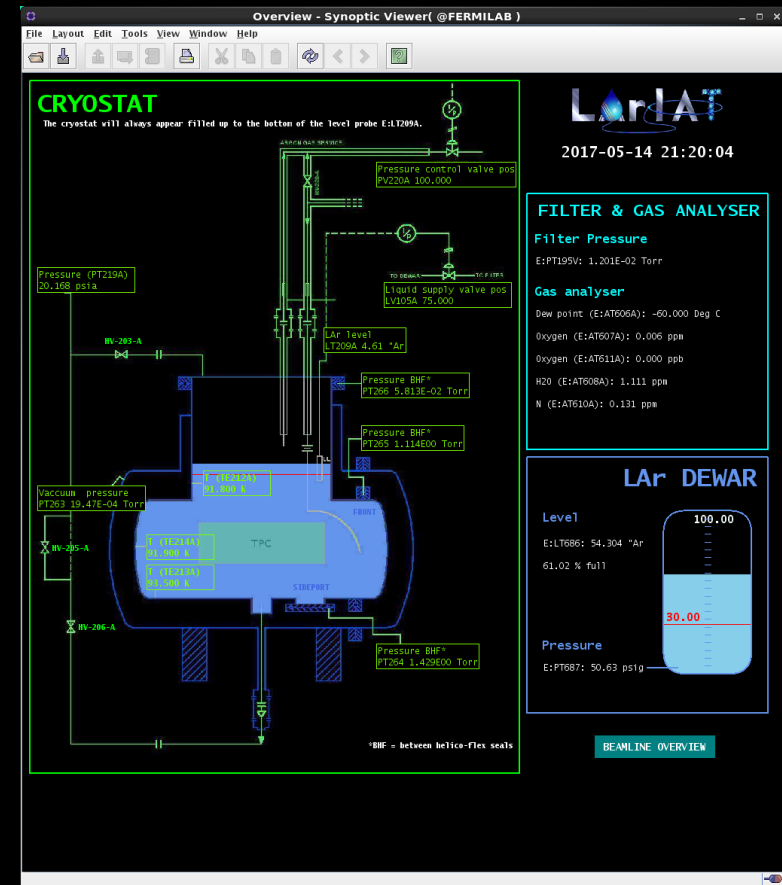 Overview - Synoptic Viewer( @FERMILAB )
File Layout Edit Tools View Window Help
CRYOSTAT
The cryostat will always appear filled up to the bottom of the level probe E:LT209A.
ARGON GAS SERVICE
I/P
Pressure control valve pos
PV220A 100.000
I/P
TO DEWAR
TO FILTER
Liquid supply valve pos
LV105A 75.000
Pressure (PT219A)
20.168 psia
HV-203-A
LAr level
LT209A 4.61 "Ar
Pressure BHF*
PT266 5.813E-02 Torr
Pressure BHF*
PT265 1.114E00 Torr
T (TE212A)
91.800 K
LL
Vaccuum pressure
PT263 19.47E-04 Torr
FRONT
T (TE214A)
91.900 K
TPC
HV-205-A
T (TE213A)
93.500 K
SIDEPORT
HV-206-A
Pressure BHF*
PT264 1.429E00 Torr
*BHF = between helico-flex seals
LArIAT
2017-05-14 21:20:04
FILTER & GAS ANALYSER
Filter Pressure
E:PT195V: 1.201E-02 Torr
Gas analyser
Dew point (E:AT606A): -60.000 Deg C
Oxygen (E:AT607A): 0.006 ppm
Oxygen (E:AT611A): 0.000 ppb
H2O (E:AT608A): 1.111 ppm
N (E:AT610A): 0.131 ppm
LAr DEWAR
Level
100.00
E:LT686: 54.304 "Ar
61.02 % full
30.00
Pressure
E:PT687: 50.63 psig
BEAMLINE OVERVIEW